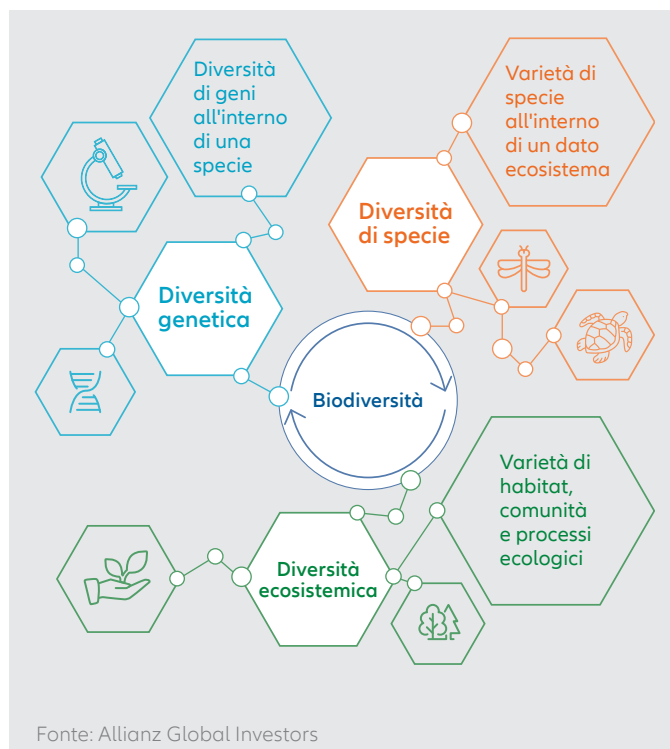 Diversità
di geni
all'interno
di una
specie
Varietà di
specie
all'interno
di un dato
ecosistema
Diversità
di specie
Diversità
genetica
Biodiversità
Varietà di
habitat,
comunità
e processi
ecologici
Diversità
ecosistemica
Fonte: Allianz Global Investors